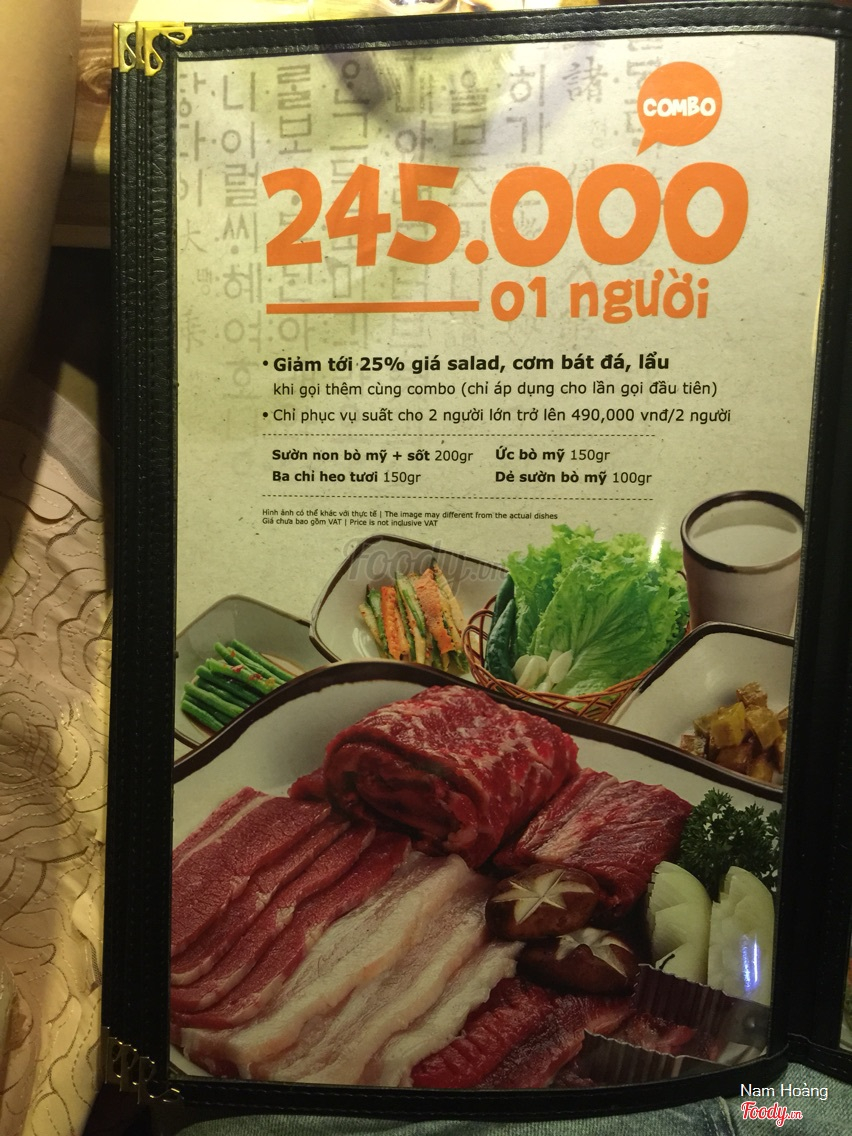 COMBO
245.000
01 người
• Giảm tới 25% giá salad, cơm bát đá, lẩu
khi gọi thêm cùng combo (chỉ áp dụng cho lần gọi đầu tiên)
• Chỉ phục vụ suất cho 2 người lớn trở lên 490,000 vnđ/2 người
Sườn non bò mỹ + sốt 200gr Ức bò mỹ 150gr
Ba chỉ heo tươi 150gr Dẻ sườn bò mỹ 100gr
Hình ảnh có thể khác với thực tế | The image may different from the actual dishes
Giá chưa bao gồm VAT | Price is not inclusive VAT
Foody.vn
Nam Hoàng
Foody.vn